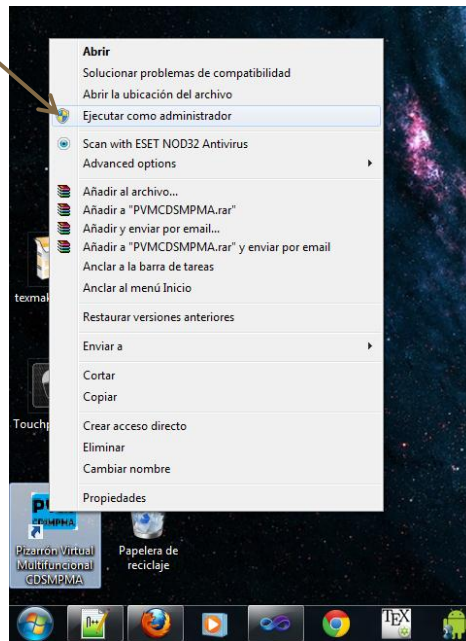 Abrir
Solucionar problemas de compatibilidad
Abrir la ubicación del archivo
Ejecutar como administrador
Scan with ESET NOD32 Antivirus
Advanced options
Añadir al archivo...
Añadir a "PVMCDSMPMA.rar"
Añadir y enviar por email...
Añadir a "PVMCDSMPMA.rar" y enviar por email
Anclar a la barra de tareas
Anclar al menú Inicio
Restaurar versiones anteriores
Enviar a
Cortar
Copiar
Crear acceso directo
Eliminar
Cambiar nombre
Propiedades
texmak
Touchp
CDSMPMA
Pizarrón Virtual
Multifuncional
CDSMPMA
Papelera de
reciclaje
n++
TEX